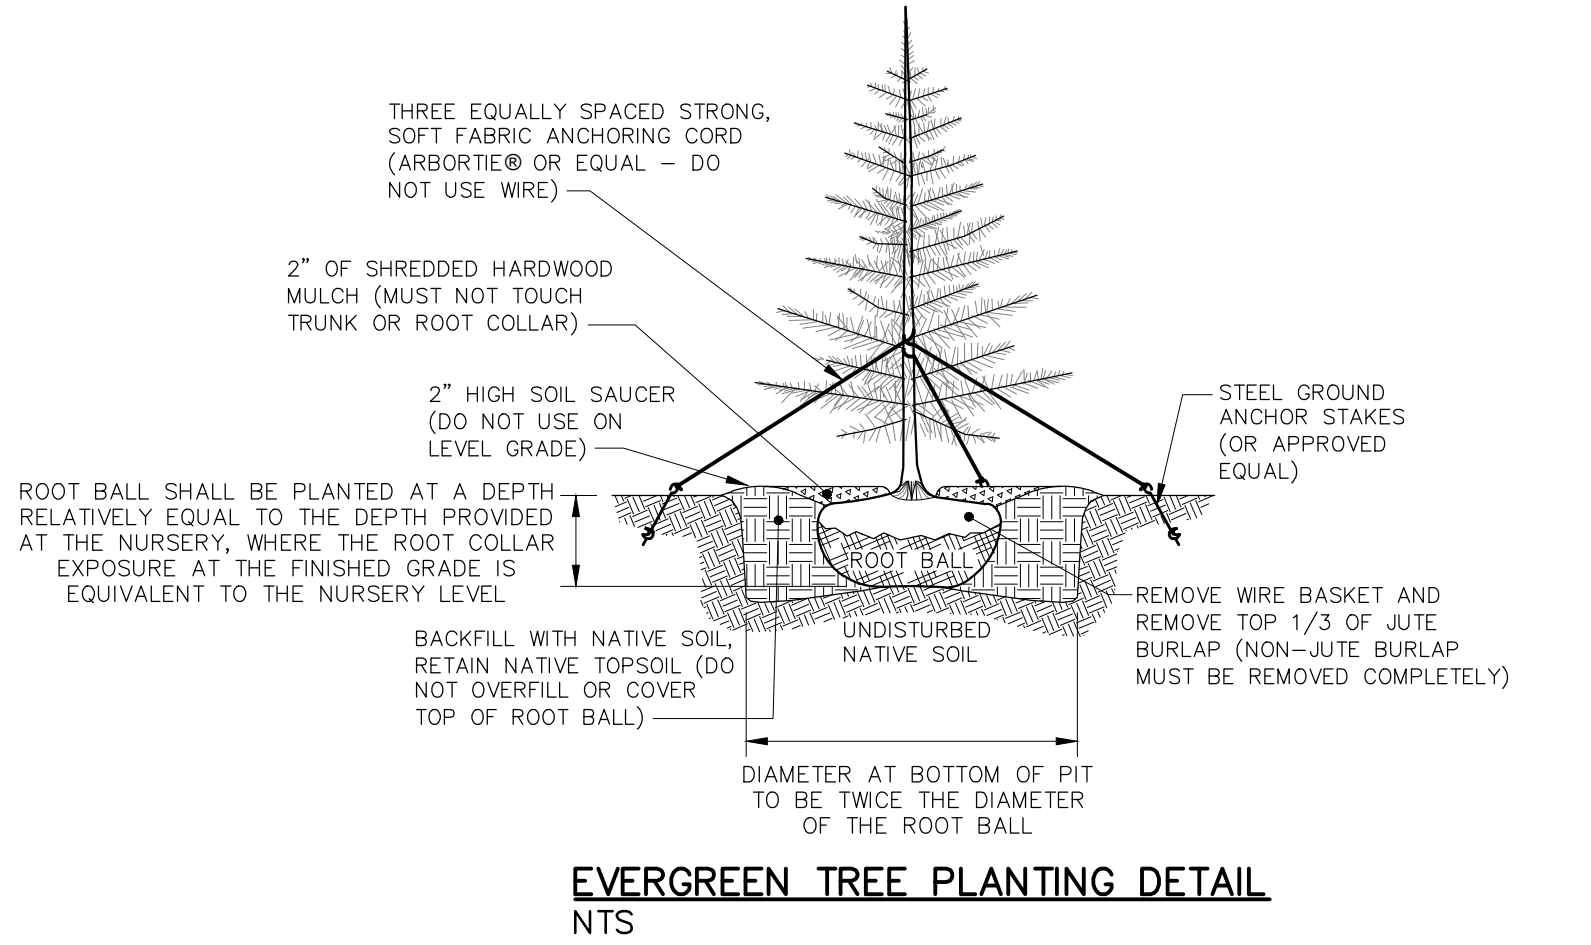 THREE EQUALLY SPACED STRONG,
SOFT FABRIC ANCHORING CORD
(ARBORTIE® OR EQUAL – DO
NOT USE WIRE)
2" OF SHREDDED HARDWOOD
MULCH (MUST NOT TOUCH
TRUNK OR ROOT COLLAR)
2" HIGH SOIL SAUCER
(DO NOT USE ON
LEVEL GRADE)
STEEL GROUND
ANCHOR STAKES
(OR APPROVED
EQUAL)
ROOT BALL SHALL BE PLANTED AT A DEPTH
RELATIVELY EQUAL TO THE DEPTH PROVIDED
AT THE NURSERY, WHERE THE ROOT COLLAR
EXPOSURE AT THE FINISHED GRADE IS
EQUIVALENT TO THE NURSERY LEVEL
ROOT BALL
REMOVE WIRE BASKET AND
REMOVE TOP 1/3 OF JUTE
BURLAP (NON–JUTE BURLAP
MUST BE REMOVED COMPLETELY)
UNDISTURBED
NATIVE SOIL
BACKFILL WITH NATIVE SOIL,
RETAIN NATIVE TOPSOIL (DO
NOT OVERFILL OR COVER
TOP OF ROOT BALL)
DIAMETER AT BOTTOM OF PIT
TO BE TWICE THE DIAMETER
OF THE ROOT BALL
EVERGREEN TREE PLANTING DETAIL
NTS